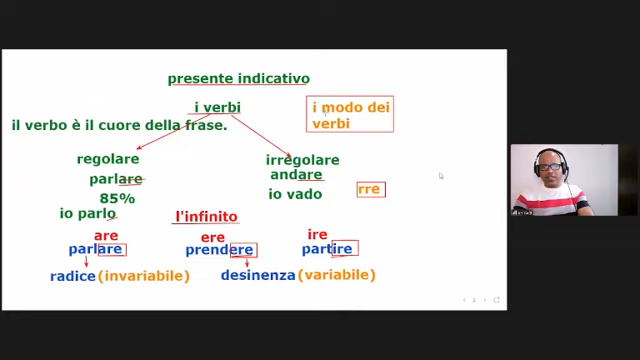 presente indicativo
i verbi
i modo dei
verbi
il verbo è il cuore della frase.
regolare
irregolare
parlare
andare
85%
io vado
rre
io parlo
l'infinito
are
ere
ire
parlare
prendere
partire
radice (invariabile)
desinenza (variabile)